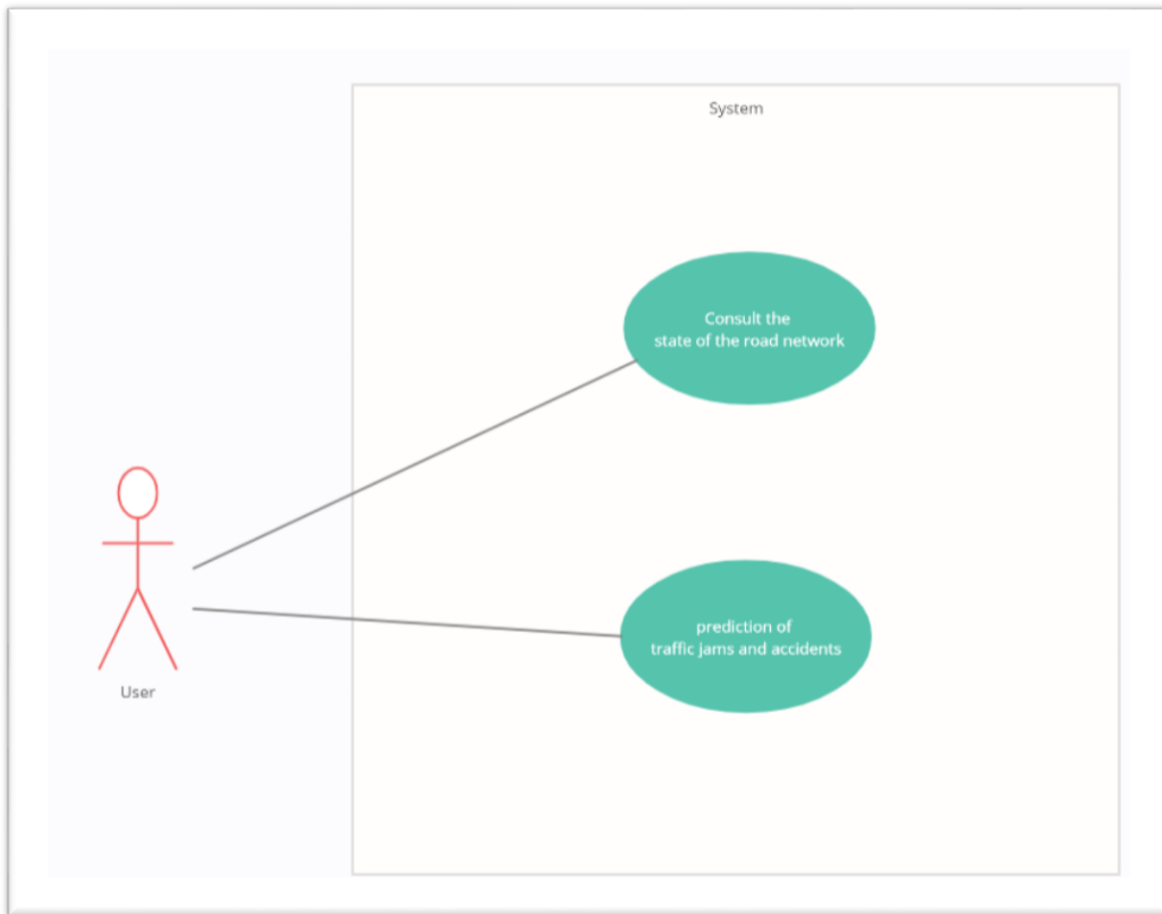 System
Consult the
state of the road network
prediction of
traffic jams and accidents
User